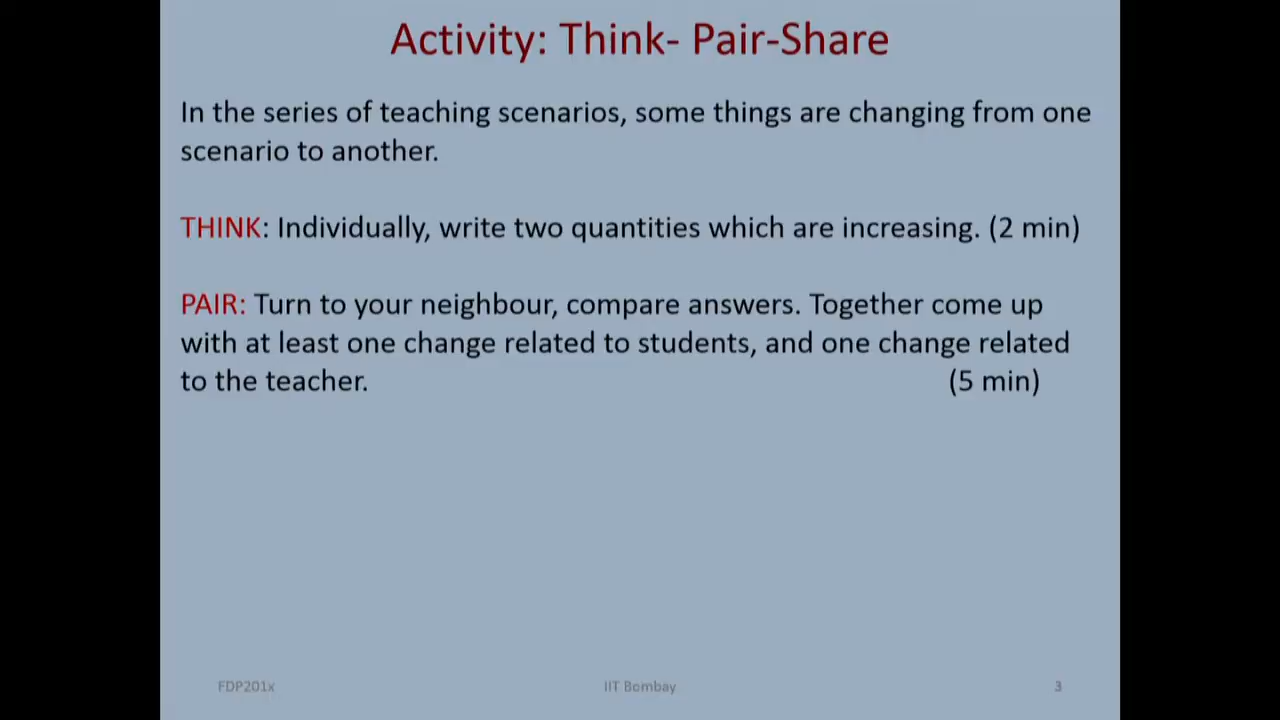 Activity: Think- Pair-Share
In the series of teaching scenarios, some things are changing from one
scenario to another.
THINK: Individually, write two quantities which are increasing. (2 min)
PAIR: Turn to your neighbour, compare answers. Together come up
with at least one change related to students, and one change related
to the teacher. (5 min)
FDP201x IIT Bombay 3